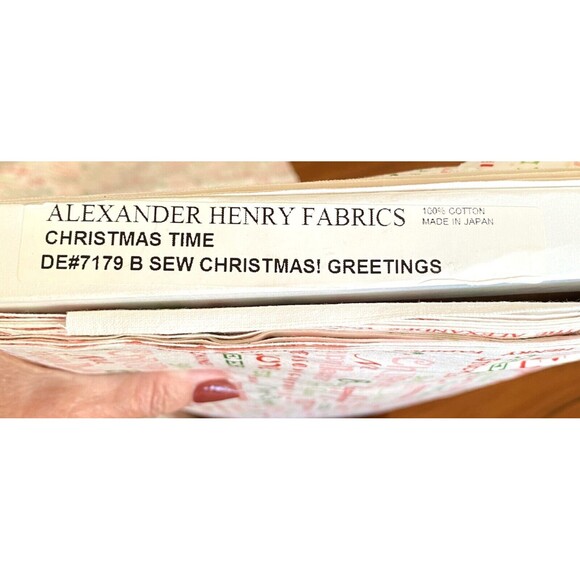 ALEXANDER HENRY FABRICS
100% COTTON
MADE IN JAPAN
CHRISTMAS TIME
DE#7179 B SEW CHRISTMAS! GREETINGS